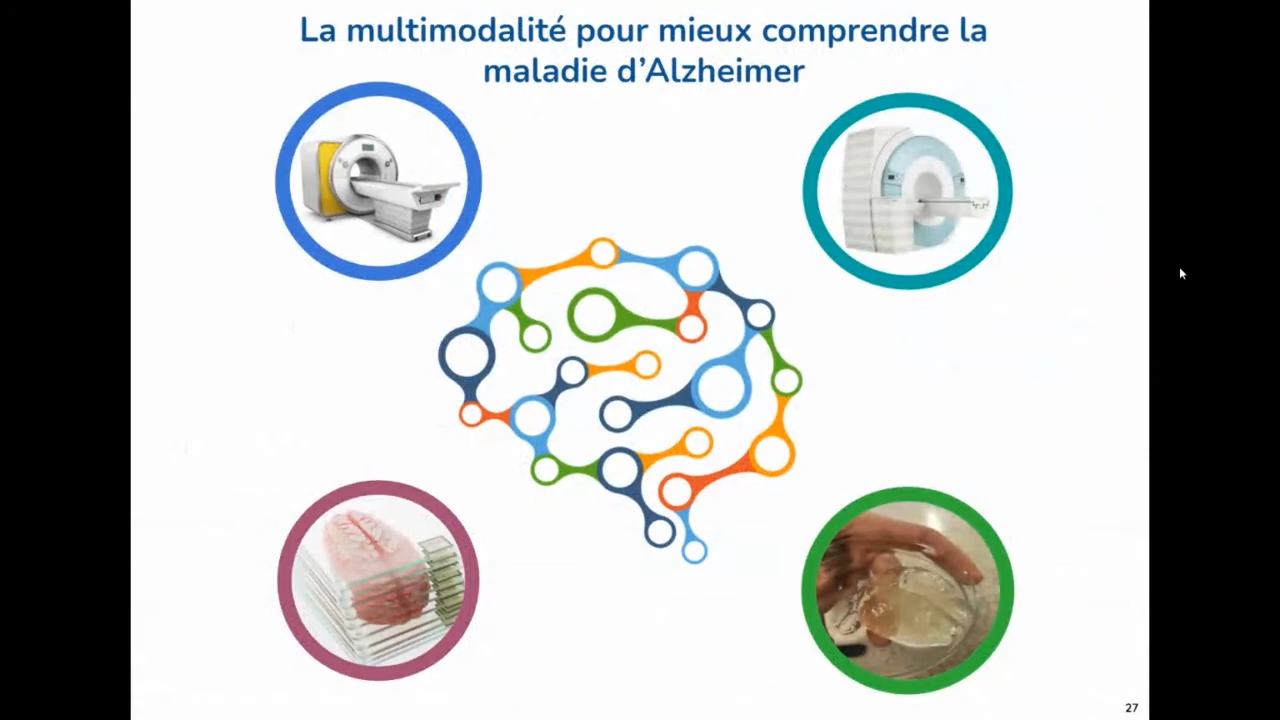 La multimodalité pour mieux comprendre la
maladie d’Alzheimer
27